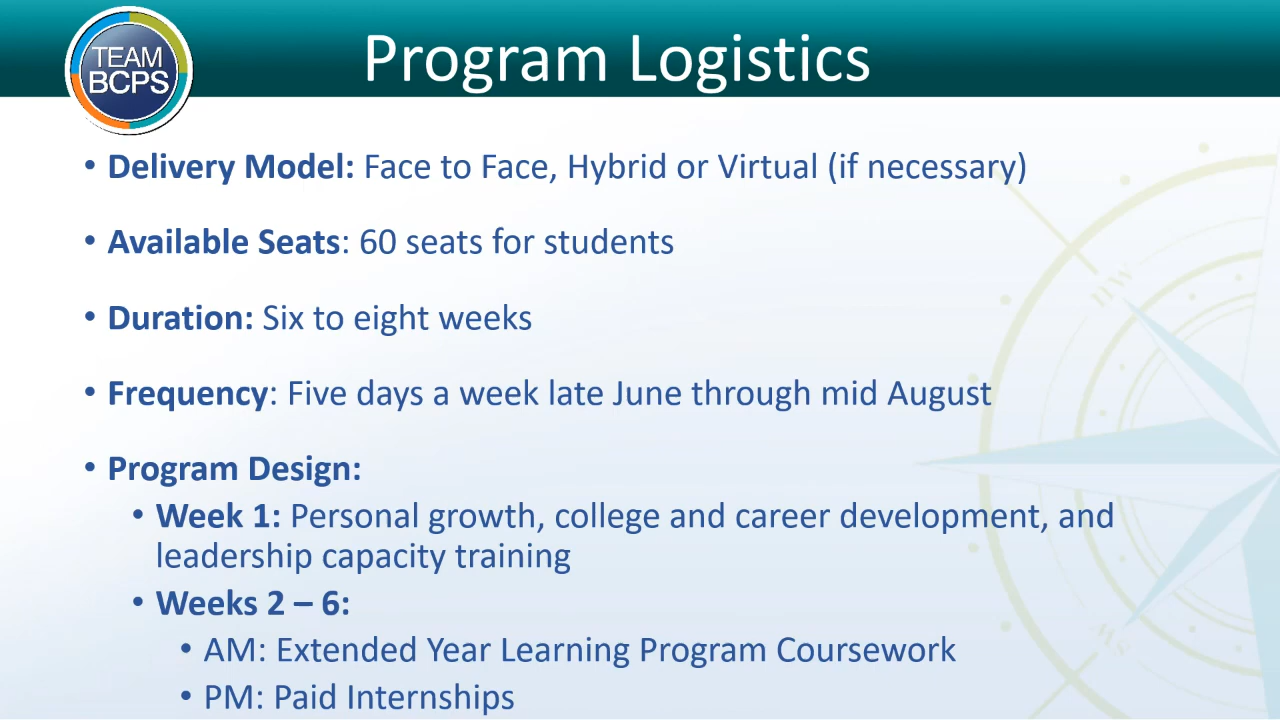 TEAM
BCPS
Program Logistics
• Delivery Model: Face to Face, Hybrid or Virtual (if necessary)
• Available Seats: 60 seats for students
• Duration: Six to eight weeks
• Frequency: Five days a week late June through mid August
• Program Design:
• Week 1: Personal growth, college and career development, and
leadership capacity training
• Weeks 2 – 6:
• AM: Extended Year Learning Program Coursework
• PM: Paid Internships
NW